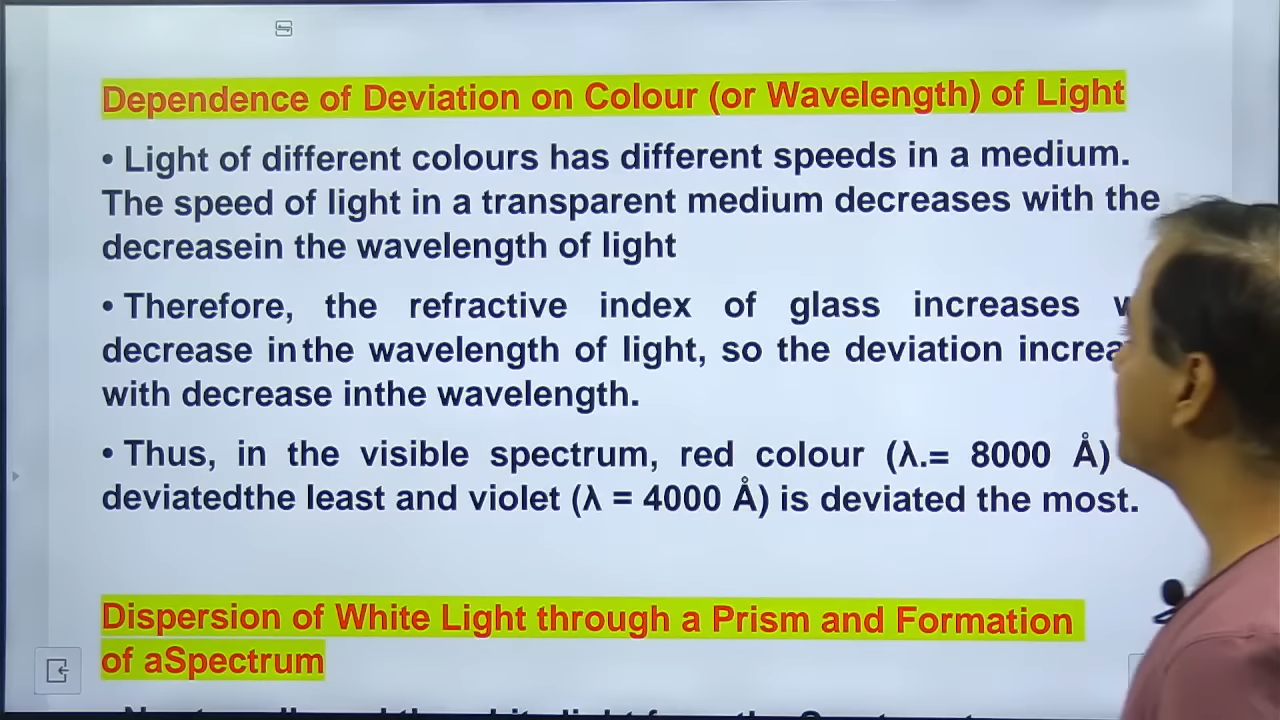 Dependence of Deviation on Colour (or Wavelength) of Light
• Light of different colours has different speeds in a medium.
The speed of light in a transparent medium decreases with the
decreasein the wavelength of light
• Therefore, the refractive index of glass increases
decrease in the wavelength of light, so the deviation
with decrease inthe wavelength.
• Thus, in the visible spectrum, red colour (λ.= 8000 Å)
deviatedthe least and violet (λ = 4000 Å) is deviated the most.
Dispersion of White Light through a Prism and Formation
of aSpectrum